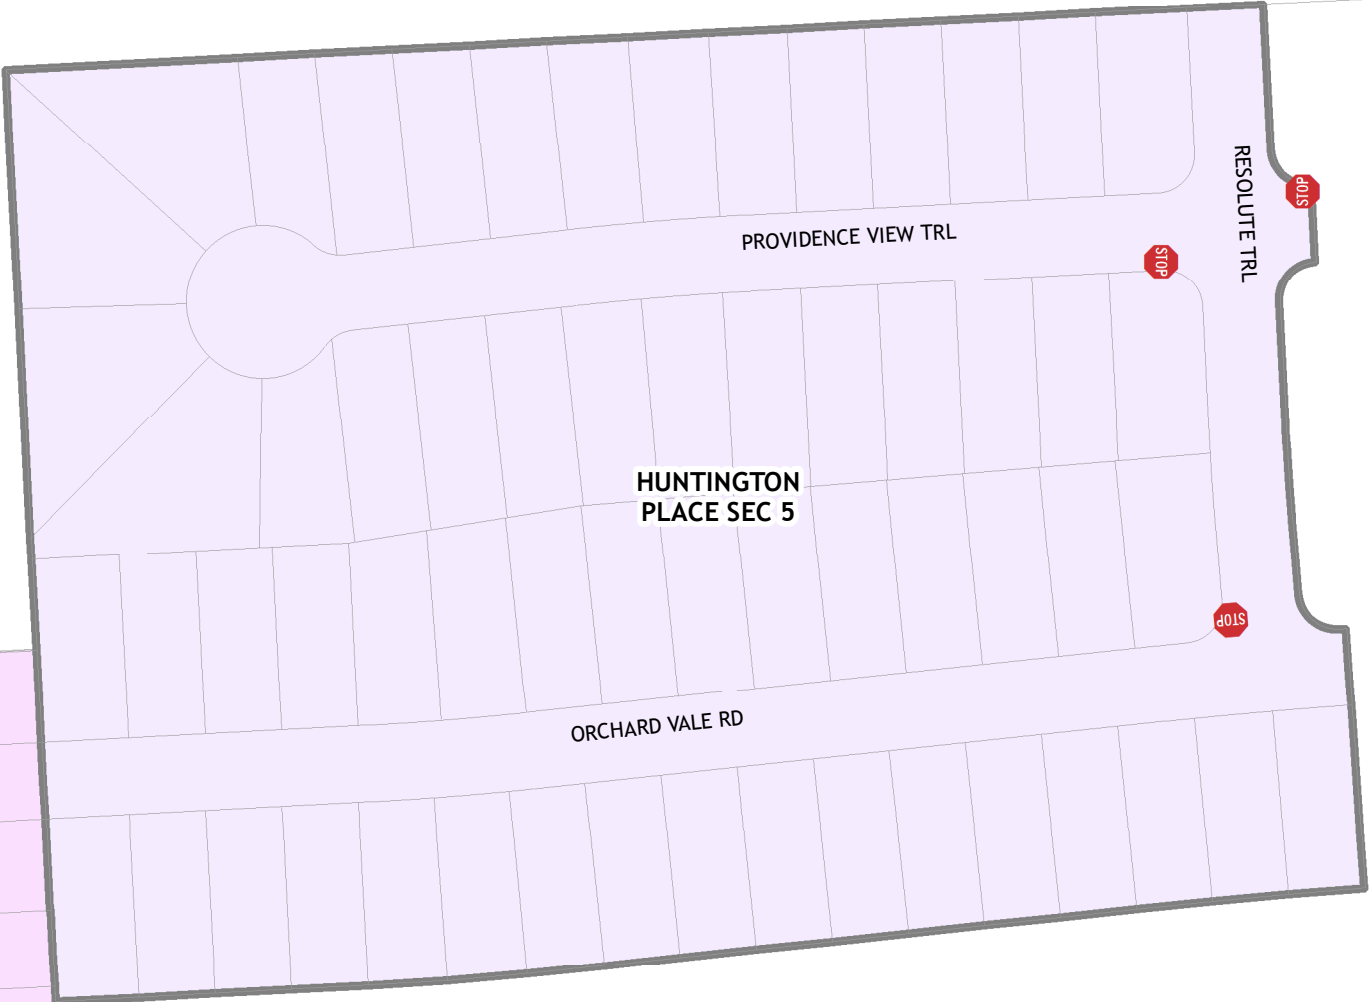 RESOLUTE TRL
STOP
PROVIDENCE VIEW TRL
STOP
HUNTINGTON
PLACE SEC 5
STOP
ORCHARD VALE RD